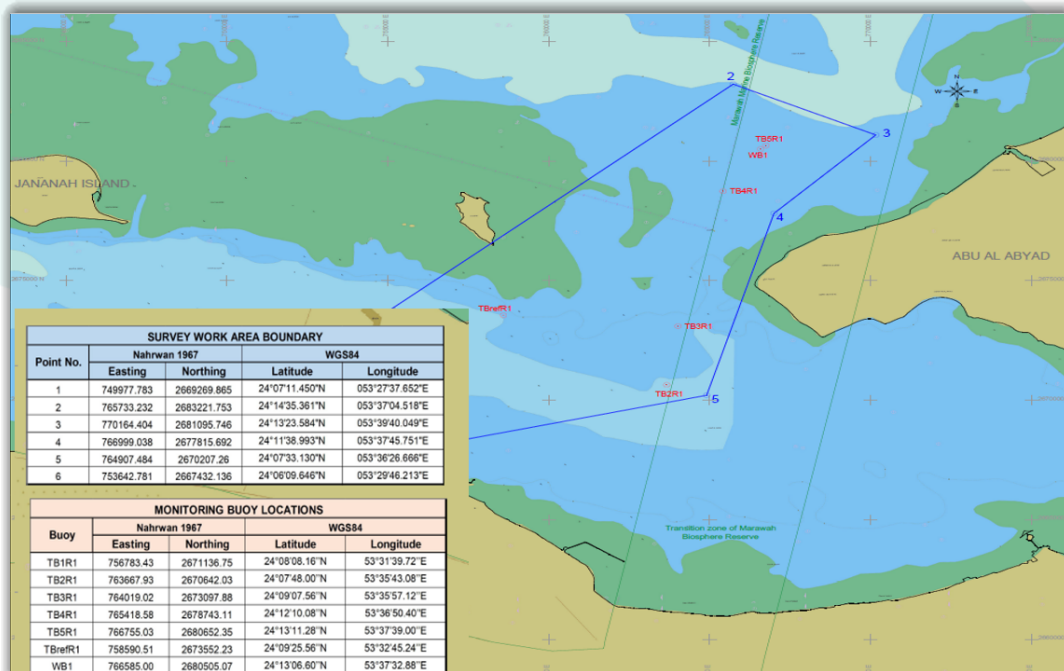 2
Marawah Marine Biosphere Reserve
N
W E
S
3
TB5R1
WB1
JANANAH ISLAND
TB4R1
4
ABU AL ABYAD
TBrefR1
TB3R1
TB2R1
5
Transition zone of Marawah
Biosphere Reserve
SURVEY WORK AREA BOUNDARY
Point No. Nahrwan 1967 WGS84
Easting Northing Latitude Longitude
1 749977.783 2669269.865 24°07'11.450"N 053°27'37.652"E
2 765733.232 2683221.753 24°14'35.361"N 053°37'04.518"E
3 770164.404 2681095.746 24°13'23.584"N 053°39'40.049"E
4 766999.038 2677815.692 24°11'38.993"N 053°37'45.751"E
5 764907.484 2670207.26 24°07'33.130"N 053°36'26.666"E
6 753642.781 2667432.136 24°06'09.646"N 053°29'46.213"E
MONITORING BUOY LOCATIONS
Buoy Nahrwan 1967 WGS84
Easting Northing Latitude Longitude
TB1R1 756783.43 2671136.75 24°08'08.16"N 53°31'39.72"E
TB2R1 763667.93 2670642.03 24°07'48.00"N 53°35'43.08"E
TB3R1 764019.02 2673097.88 24°09'07.56"N 53°35'57.12"E
TB4R1 765418.58 2678743.11 24°12'10.08"N 53°36'50.40"E
TB5R1 766755.03 2680652.35 24°13'11.28"N 53°37'39.00"E
TBrefR1 758590.51 2673552.23 24°09'25.56"N 53°32'45.24"E
WB1 766585.00 2680505.07 24°13'06.60"N 53°37'32.88"E